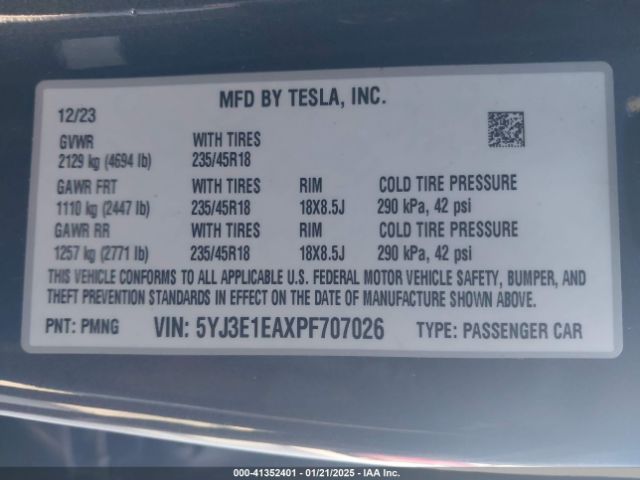 MFD BY TESLA, INC.
12/23
GVWR WITH TIRES
2129 kg (4694 lb) 235/45R18
GAWR FRT WITH TIRES RIM COLD TIRE PRESSURE
1110 kg (2447 lb) 235/45R18 18X8.5J 290 kPa, 42 psi
GAWR RR WITH TIRES RIM COLD TIRE PRESSURE
1257 kg (2771 lb) 235/45R18 18X8.5J 290 kPa, 42 psi
THIS VEHICLE CONFORMS TO ALL APPLICABLE U.S. FEDERAL MOTOR VEHICLE SAFETY, BUMPER, AND
THEFT PREVENTION STANDARDS IN EFFECT ON THE DATE OF MANUFACTURE SHOWN ABOVE.
PNT: PMNG VIN: 5YJ3E1EAXPF707026 TYPE: PASSENGER CAR
000-41352401 - 01/21/2025 - IAA Inc.